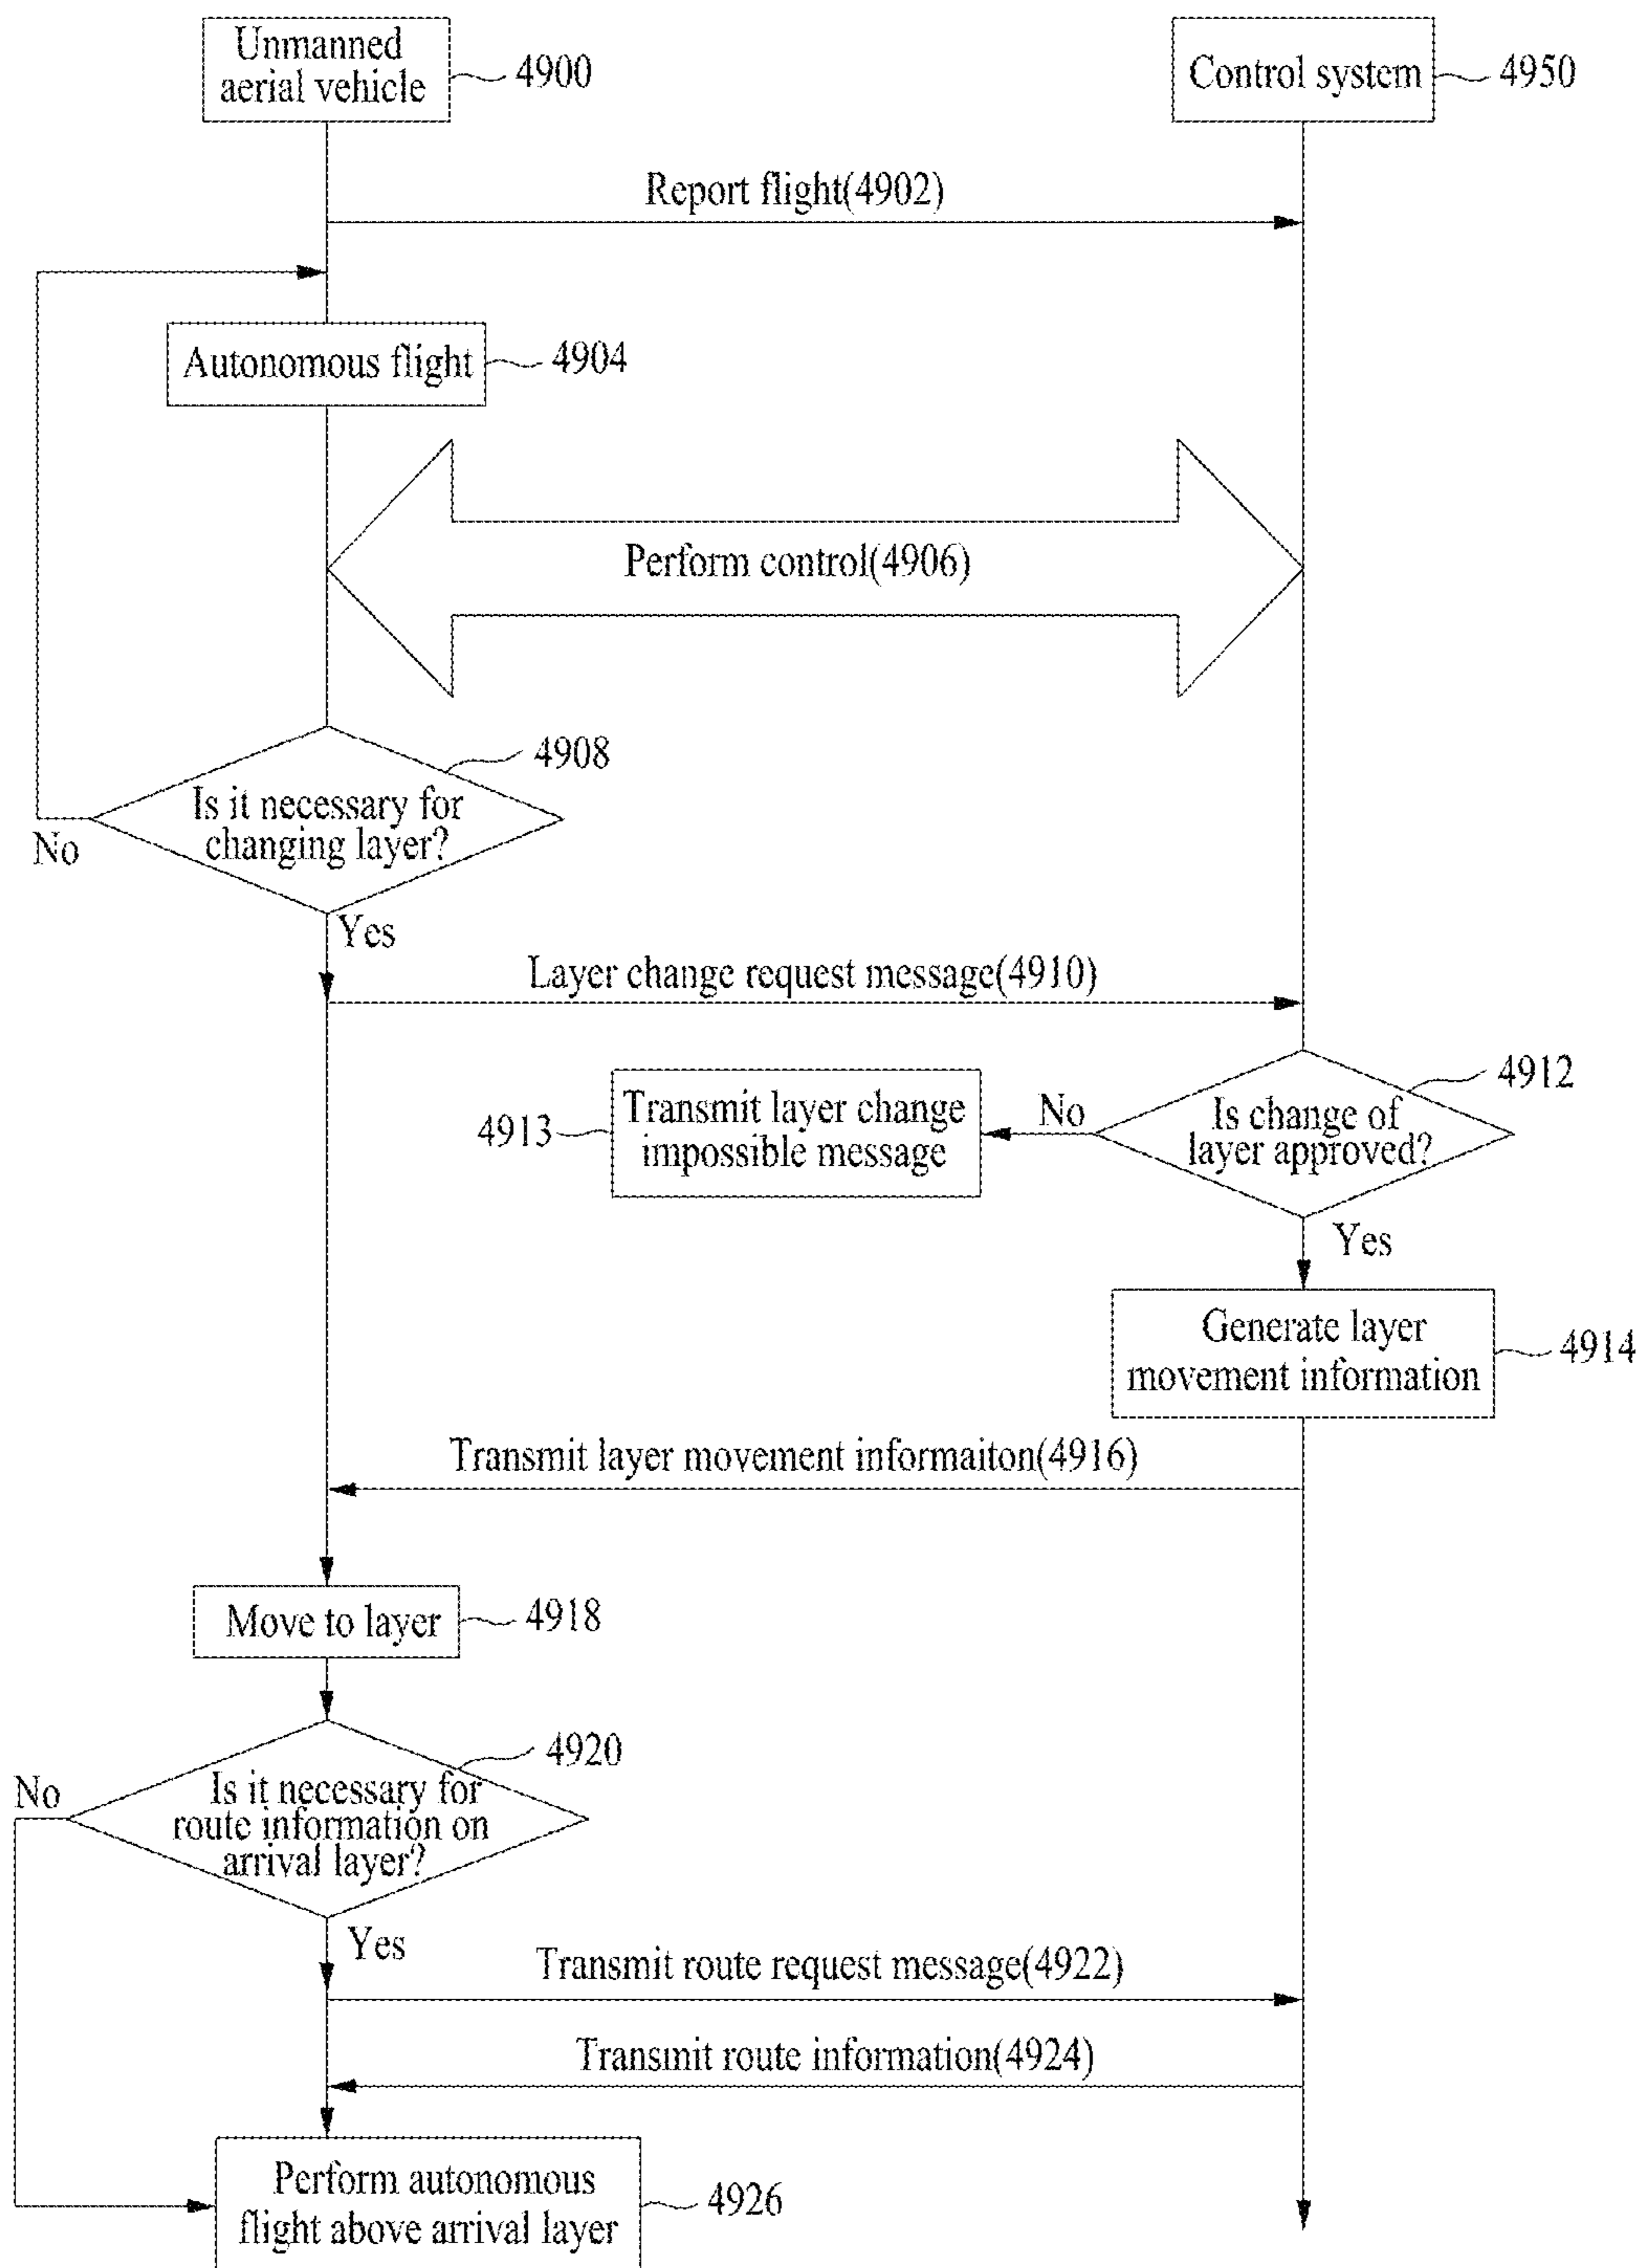 Unmanned
aerial vehicle
4900
Control system
4950
Report flight(4902)
Autonomous flight
4904
Perform control(4906)
4908
Is it necessary for
changing layer?
No
Yes
Layer change request message(4910)
4912
Is change of
layer approved?
No
4913
Transmit layer change
impossible message
Yes
Generate layer
movement information
4914
Transmit layer movement informaiton(4916)
Move to layer
4918
4920
No
Is it necessary for
route information on
arrival layer?
Yes
Transmit route request message(4922)
Transmit route information(4924)
Perform autonomous
flight above arrival layer
4926